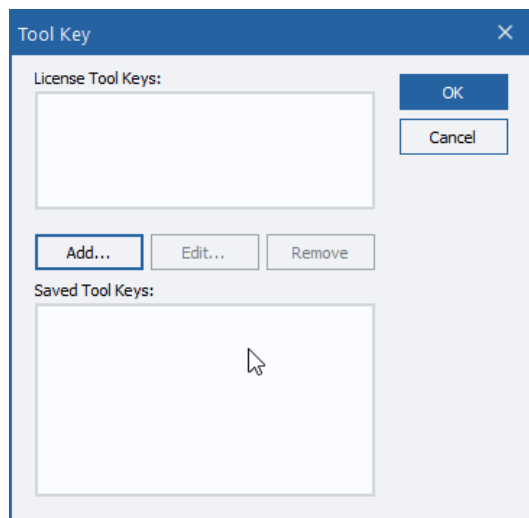 Tool Key
License Tool Keys:
OK
Cancel
Add...
Edit...
Remove
Saved Tool Keys: